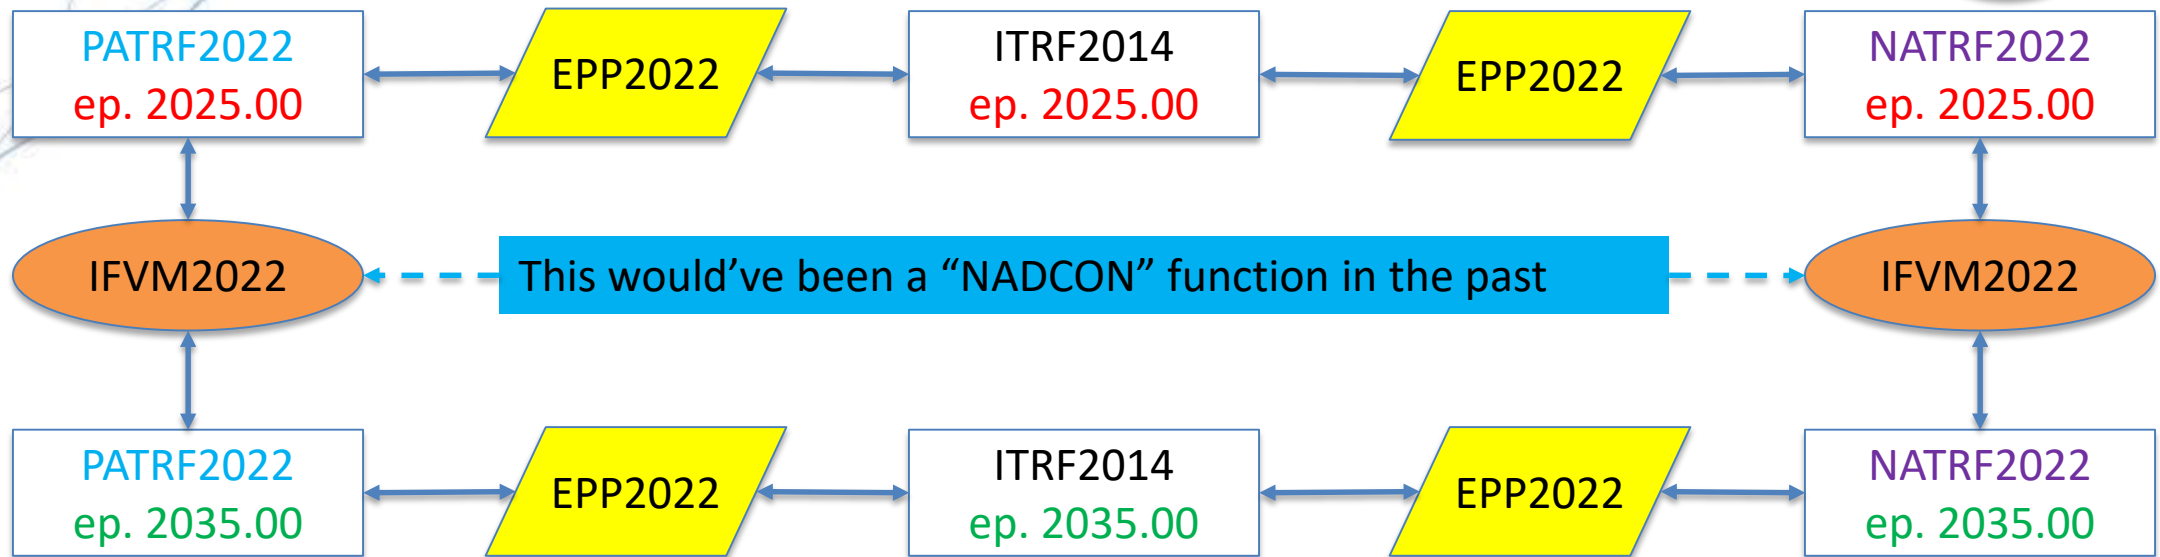 PATRF2022
ep. 2025.00
EPP2022
ITRF2014
ep. 2025.00
EPP2022
NATRF2022
ep. 2025.00
IFVM2022
This would’ve been a “NADCON” function in the past
IFVM2022
PATRF2022
ep. 2035.00
EPP2022
ITRF2014
ep. 2035.00
EPP2022
NATRF2022
ep. 2035.00